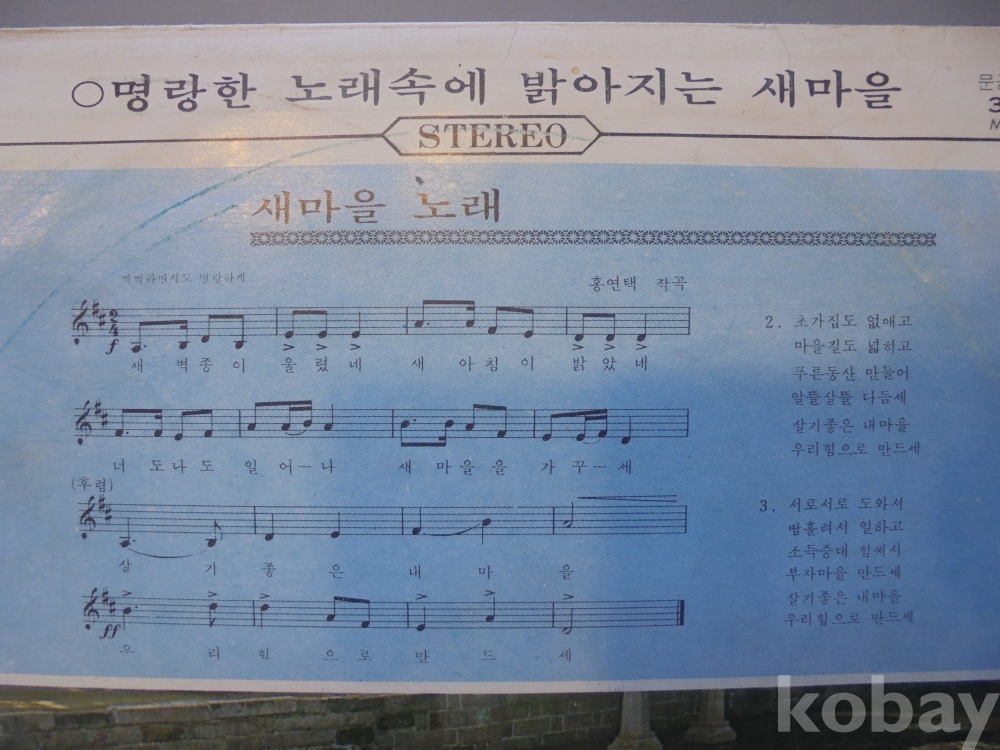 ○명랑한 노래속에 밝아지는 새마을
STEREO
새마을 노래
명랑하게
홍연택 작곡
f
새벽종이 울렸네 새아침이 밝았네
너도나도 일어―나 새마을을 가꾸―세
(후렴)
살기좋은 내마을
ff
우리힘으로 만드세
2. 초가집도 없애고
마을길도 넓히고
푸른동산 만들어
알뜰살뜰 다듬세
살기좋은 내마을
우리힘으로 만드세
3. 서로서로 도와서
땀흘려서 일하고
소득증대 힘써서
부자마을 만드세
살기좋은 내마을
우리힘으로 만드세
kobay